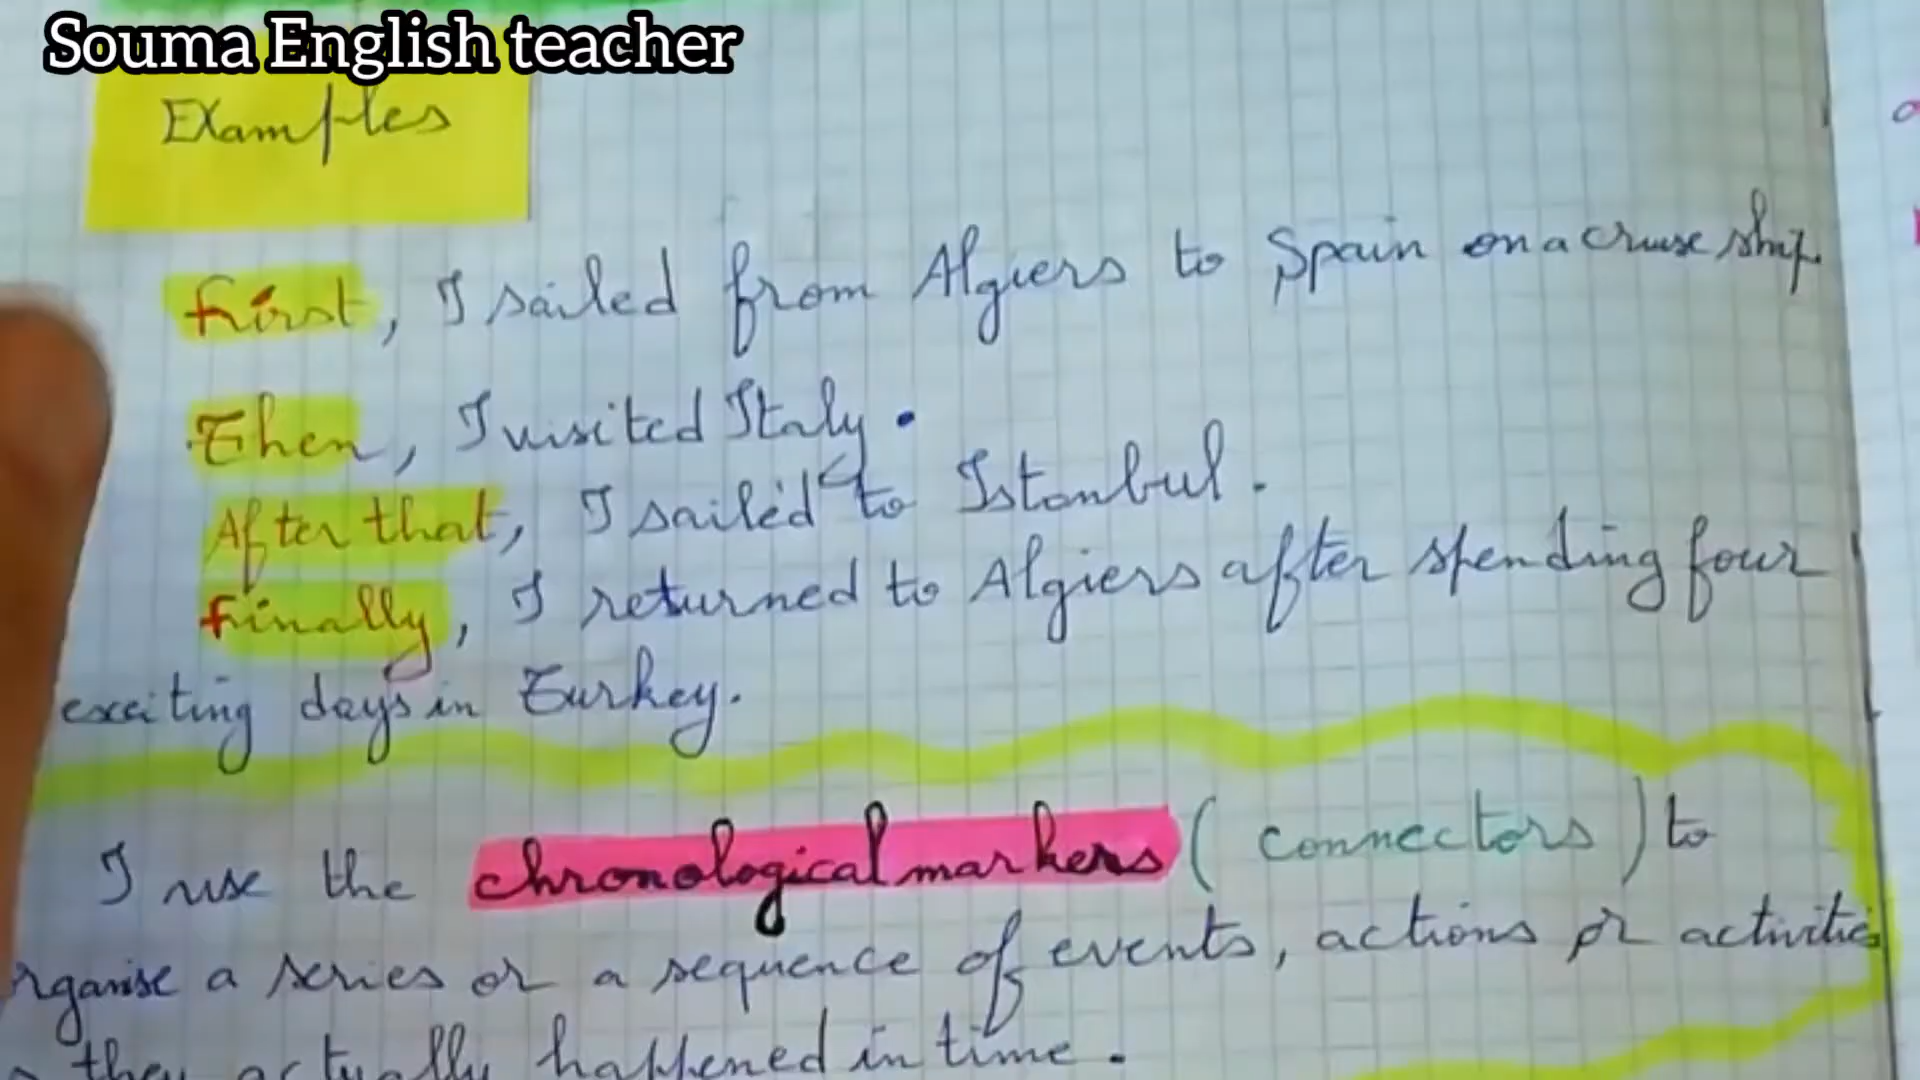 Souma English teacher
Examples
First, I sailed from Algiers to Spain on a cruise ship.
Then, I visited Italy.
After that, I sailed to Istanbul.
Finally, I returned to Algiers after spending four
exciting days in Turkey.
I use the chronological markers (connectors) to
rganise a series or a sequence of events, actions or activities
they actually happened in time.